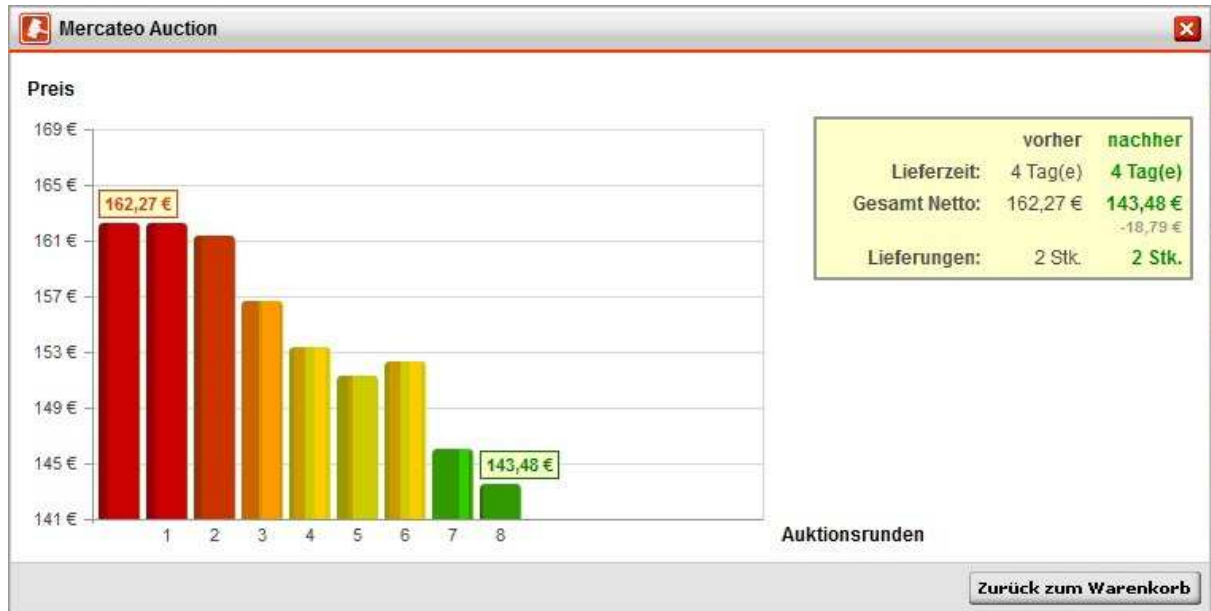 Mercateo Auction
Preis
169 €
165 €
161 €
157 €
153 €
149 €
145 €
141 €
162,27 €
143,48 €
1 2 3 4 5 6 7 8
Auktionsrunden
vorher nachher
Lieferzeit: 4 Tag(e) 4 Tag(e)
Gesamt Netto: 162,27 € 143,48 €
-18,79 €
Lieferungen: 2 Stk. 2 Stk.
Zurück zum Warenkorb